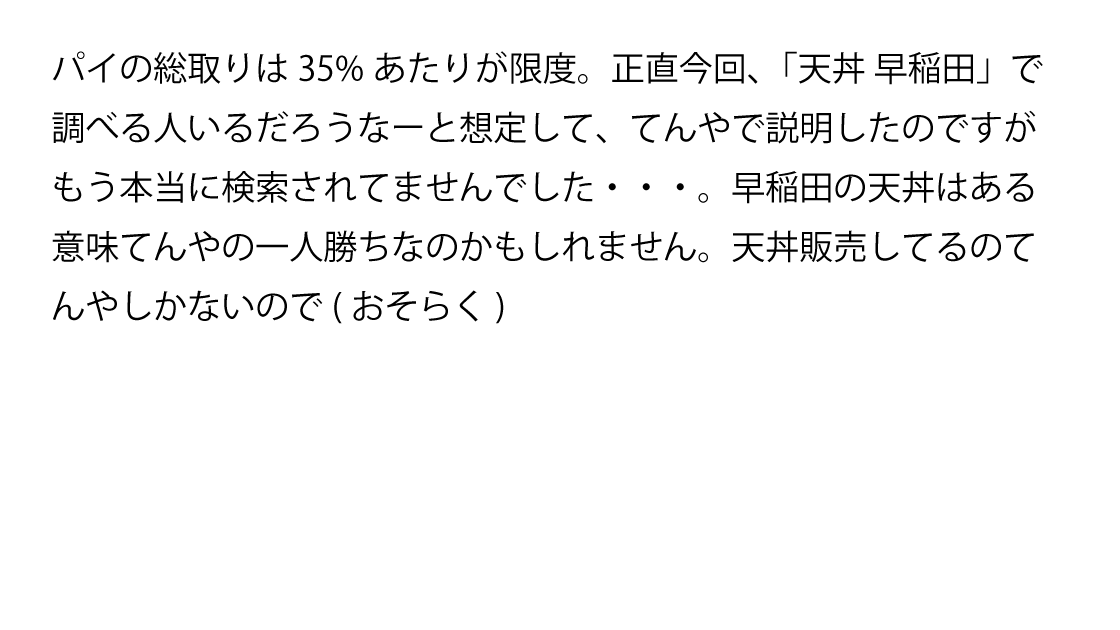 パイの総取りは 35% あたりが限度。正直今回、「天丼 早稲田」で
調べる人いるだろうなーと想定して、てんやで説明したのですが
もう本当に検索されてませんでした・・・。早稲田の天丼はある
意味てんやの一人勝ちなのかもしれません。天丼販売してるのて
んやしかないので ( おそらく )